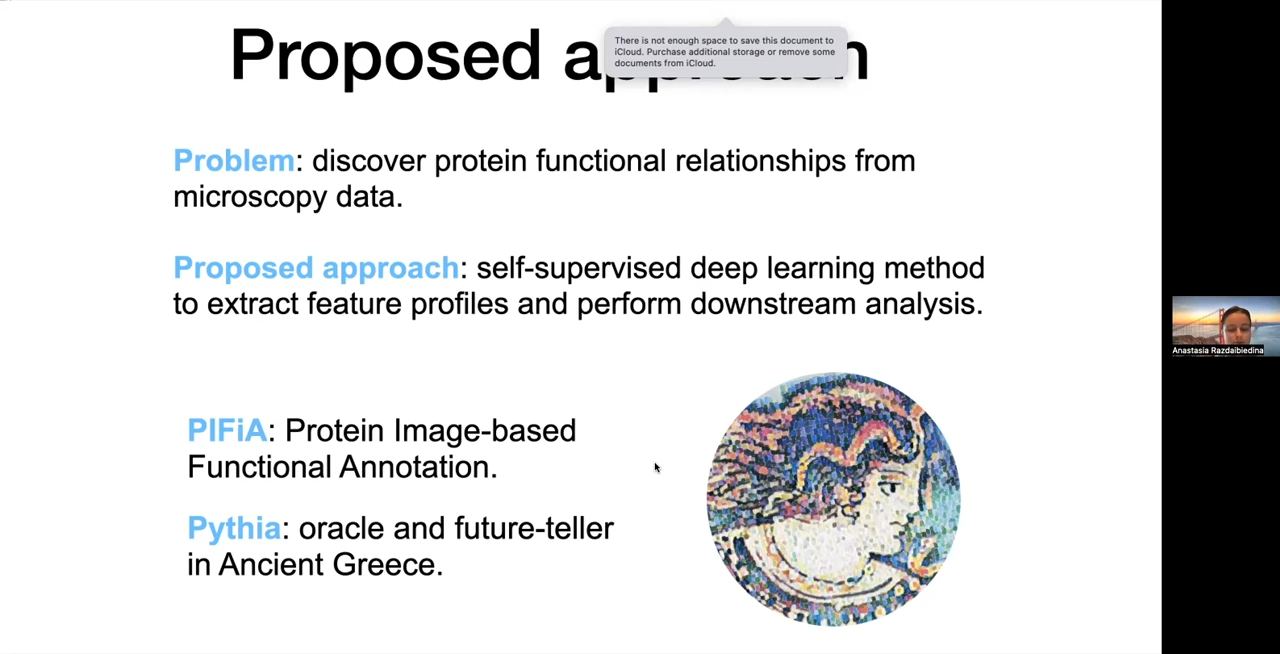 Proposed approach
There is not enough space to save this document to
iCloud. Purchase additional storage or remove some
documents from iCloud.
Problem: discover protein functional relationships from
microscopy data.
Proposed approach: self-supervised deep learning method
to extract feature profiles and perform downstream analysis.
PIFiA: Protein Image-based
Functional Annotation.
Pythia: oracle and future-teller
in Ancient Greece.
Anastasia Razdaibiedina